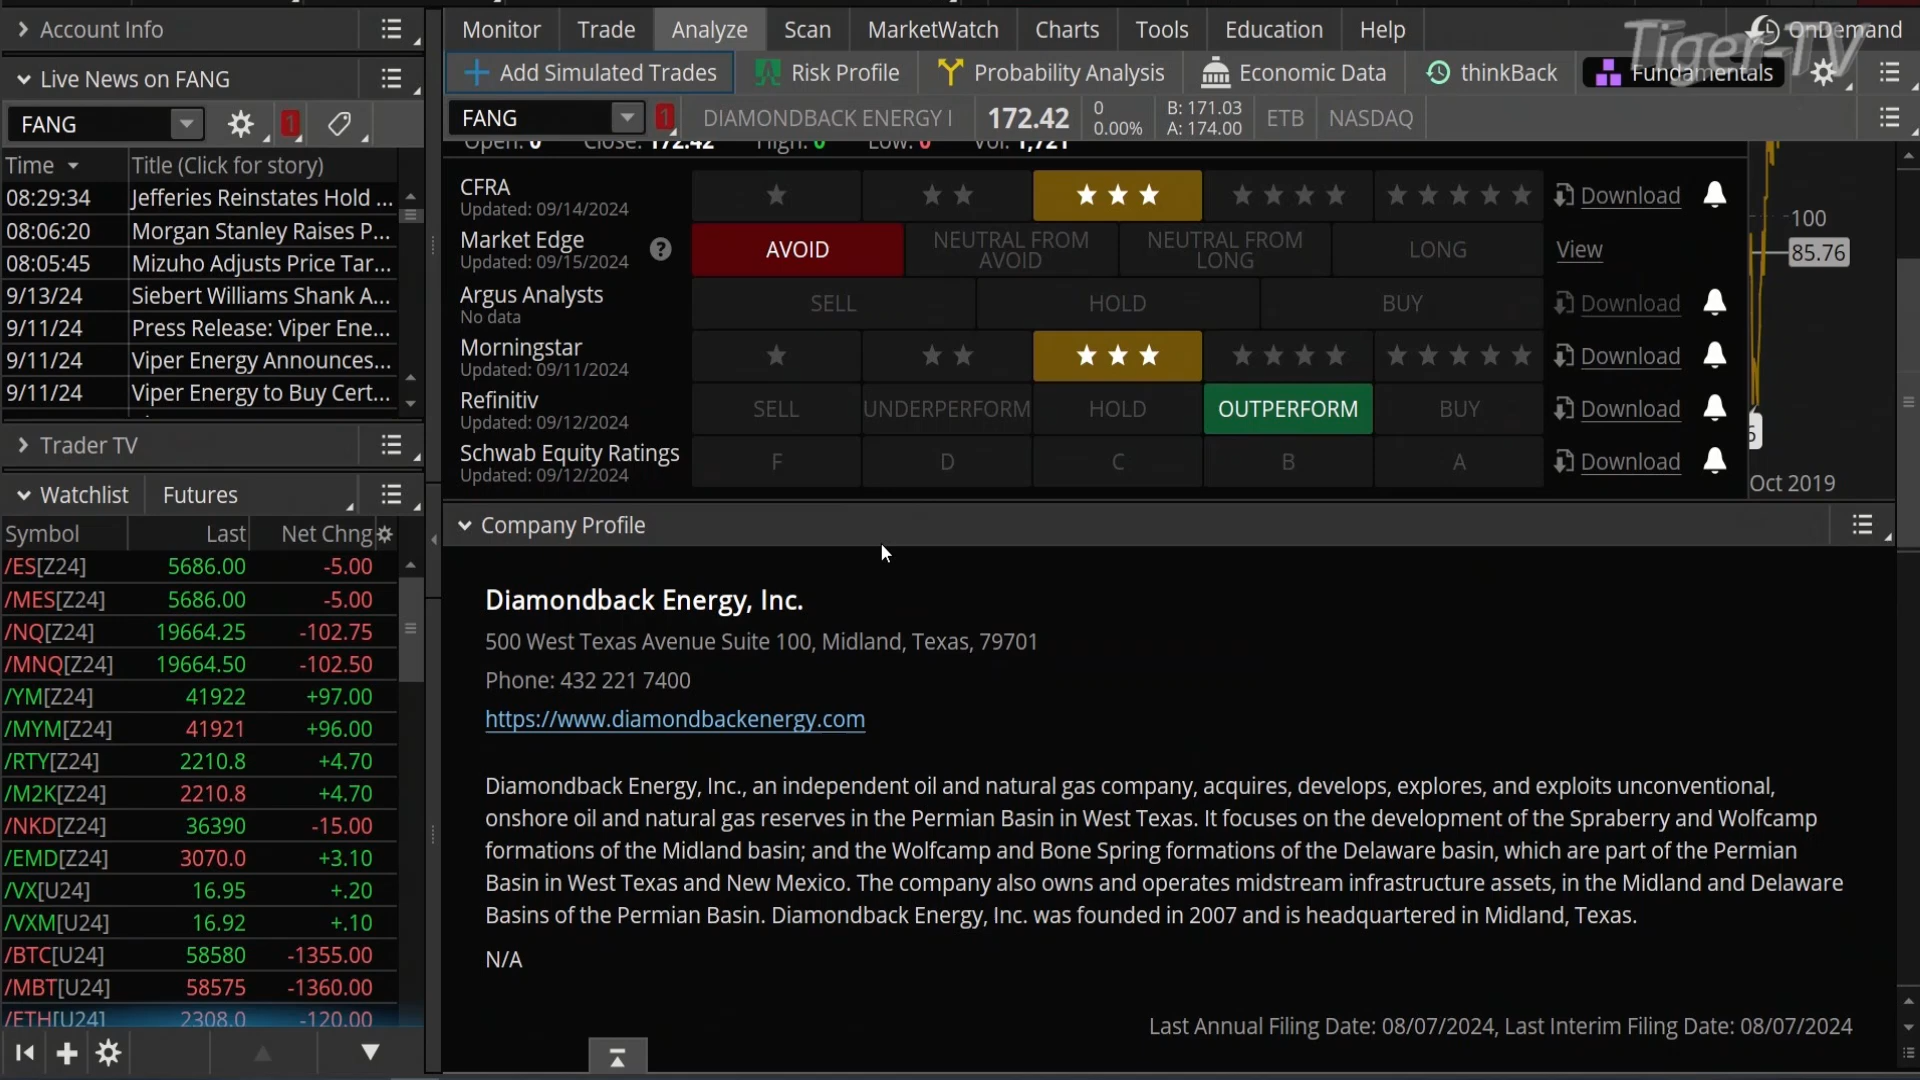 Account Info
Live News on FANG
FANG
1
Time Title (Click for story)
08:29:34 Jefferies Reinstates Hold ...
08:06:20 Morgan Stanley Raises P...
08:05:45 Mizuho Adjusts Price Tar...
9/13/24 Siebert Williams Shank A...
9/11/24 Press Release: Viper Ene...
9/11/24 Viper Energy Announces...
9/11/24 Viper Energy to Buy Cert...
Trader TV
Watchlist Futures
Symbol Last Net Chng
/ES[Z24] 5686.00 -5.00
/MES[Z24] 5686.00 -5.00
/NQ[Z24] 19664.25 -102.75
/MNQ[Z24] 19664.50 -102.50
/YM[Z24] 41922 +97.00
/MYM[Z24] 41921 +96.00
/RTY[Z24] 2210.8 +4.70
/M2K[Z24] 2210.8 +4.70
/NKD[Z24] 36390 -15.00
/EMD[Z24] 3070.0 +3.10
/VX[U24] 16.95 +.20
/VXM[U24] 16.92 +.10
/BTC[U24] 58580 -1355.00
/MBT[U24] 58575 -1360.00
/ETH[U24] 2308.0 -120.00
Monitor Trade Analyze Scan MarketWatch Charts Tools Education Help OnDemand
Tiger-TV
Add Simulated Trades Risk Profile Probability Analysis Economic Data thinkBack Fundamentals
FANG 1 DIAMONDBACK ENERGY I 172.42 0 0.00% B: 171.03 A: 174.00 ETB NASDAQ
Open: 0 Close: 172.42 High: 0 Low: 0 Vol: 1,721
CFRA
Updated: 09/14/2024
Download
Market Edge
Updated: 09/15/2024
AVOID NEUTRAL FROM AVOID NEUTRAL FROM LONG LONG View
Argus Analysts
No data
SELL HOLD BUY Download
Morningstar
Updated: 09/11/2024
Download
Refinitiv
Updated: 09/12/2024
SELL UNDERPERFORM HOLD OUTPERFORM BUY Download
Schwab Equity Ratings
Updated: 09/12/2024
F D C B A Download
100
85.76
Oct 2019
Company Profile
Diamondback Energy, Inc.
500 West Texas Avenue Suite 100, Midland, Texas, 79701
Phone: 432 221 7400
https://www.diamondbackenergy.com
Diamondback Energy, Inc., an independent oil and natural gas company, acquires, develops, explores, and exploits unconventional,
onshore oil and natural gas reserves in the Permian Basin in West Texas. It focuses on the development of the Spraberry and Wolfcamp
formations of the Midland basin; and the Wolfcamp and Bone Spring formations of the Delaware basin, which are part of the Permian
Basin in West Texas and New Mexico. The company also owns and operates midstream infrastructure assets, in the Midland and Delaware
Basins of the Permian Basin. Diamondback Energy, Inc. was founded in 2007 and is headquartered in Midland, Texas.
N/A
Last Annual Filing Date: 08/07/2024, Last Interim Filing Date: 08/07/2024